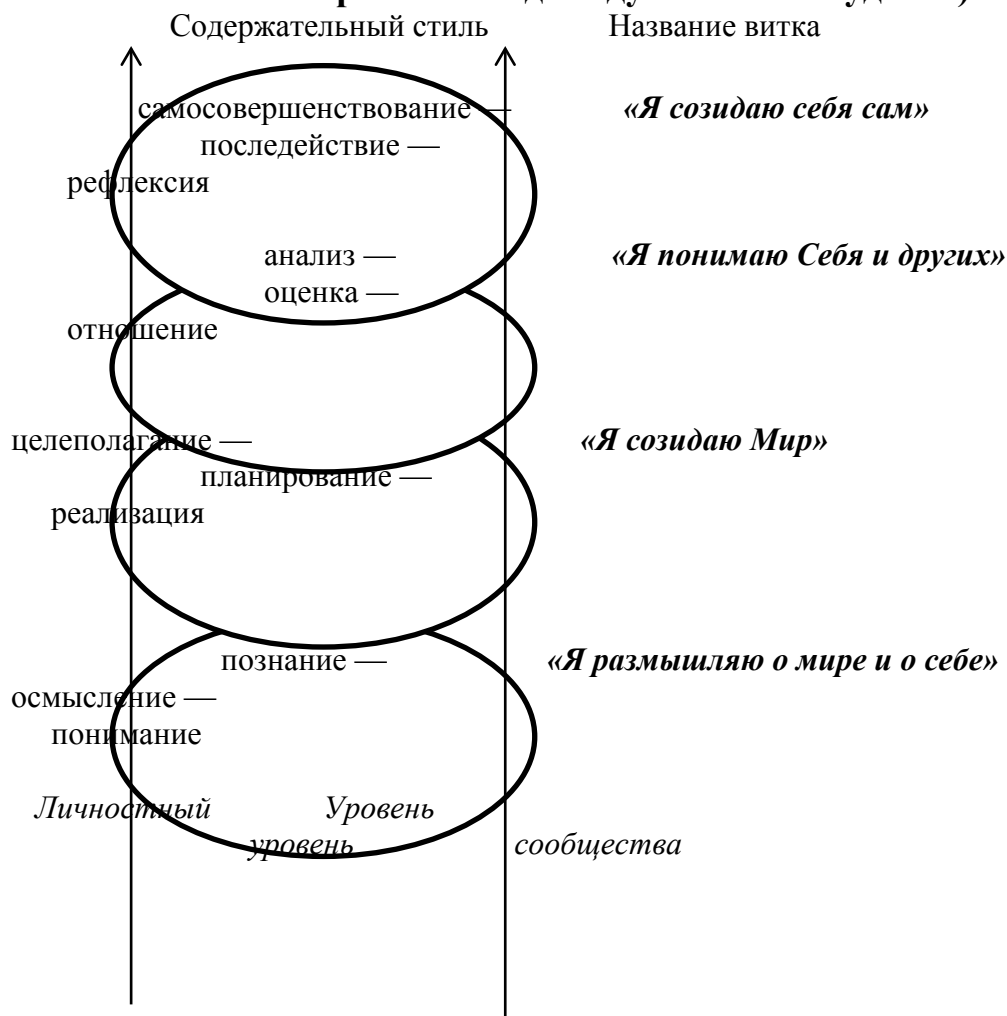 Содержательный стиль Название витка
самосовершенствование — «Я созидаю себя сам»
последействие —
рефлексия
анализ — «Я понимаю Себя и других»
оценка —
отношение
целеполагание — «Я созидаю Мир»
планирование —
реализация
познание — «Я размышляю о мире и о себе»
осмысление —
понимание
Личностный Уровень
уровень сообщества